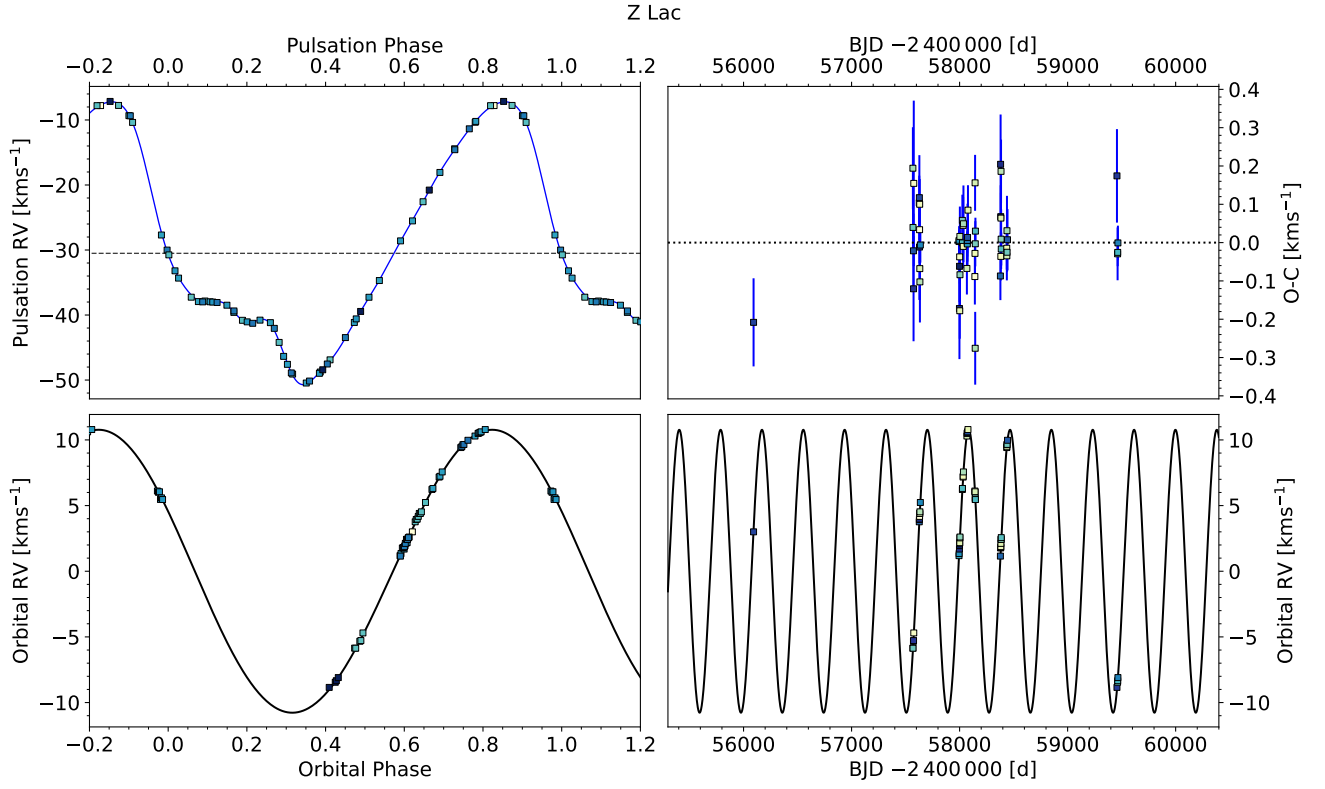 Z Lac
Pulsation Phase
BJD −2 400 000 [d]
−0.2 0.0 0.2 0.4 0.6 0.8 1.0 1.2
56000 57000 58000 59000 60000
Pulsation RV [kms−1]
−10
−20
−30
−40
−50
0.4
0.3
0.2
0.1
0.0
−0.1
−0.2
−0.3
−0.4
O-C [kms−1]
Orbital RV [kms−1]
10
5
0
−5
−10
10
5
0
−5
−10
Orbital RV [kms−1]
−0.2 0.0 0.2 0.4 0.6 0.8 1.0 1.2
56000 57000 58000 59000 60000
Orbital Phase
BJD −2 400 000 [d]